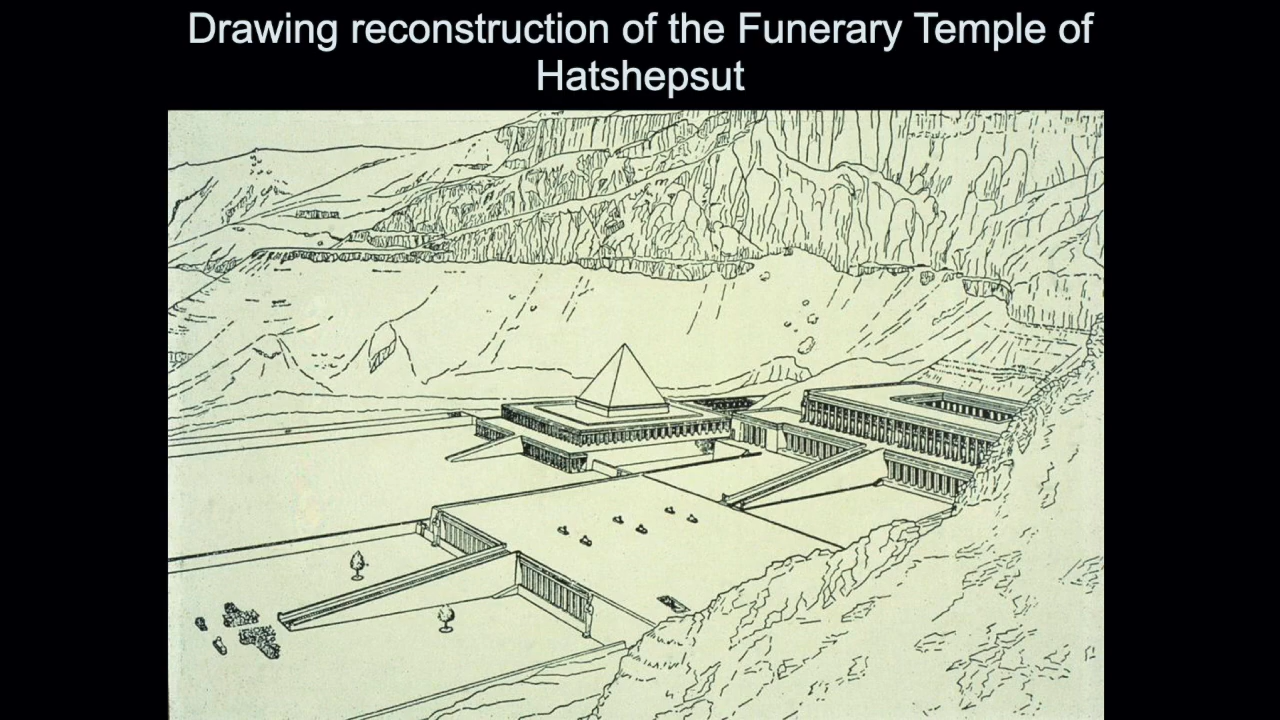 Drawing reconstruction of the Funerary Temple of
Hatshepsut